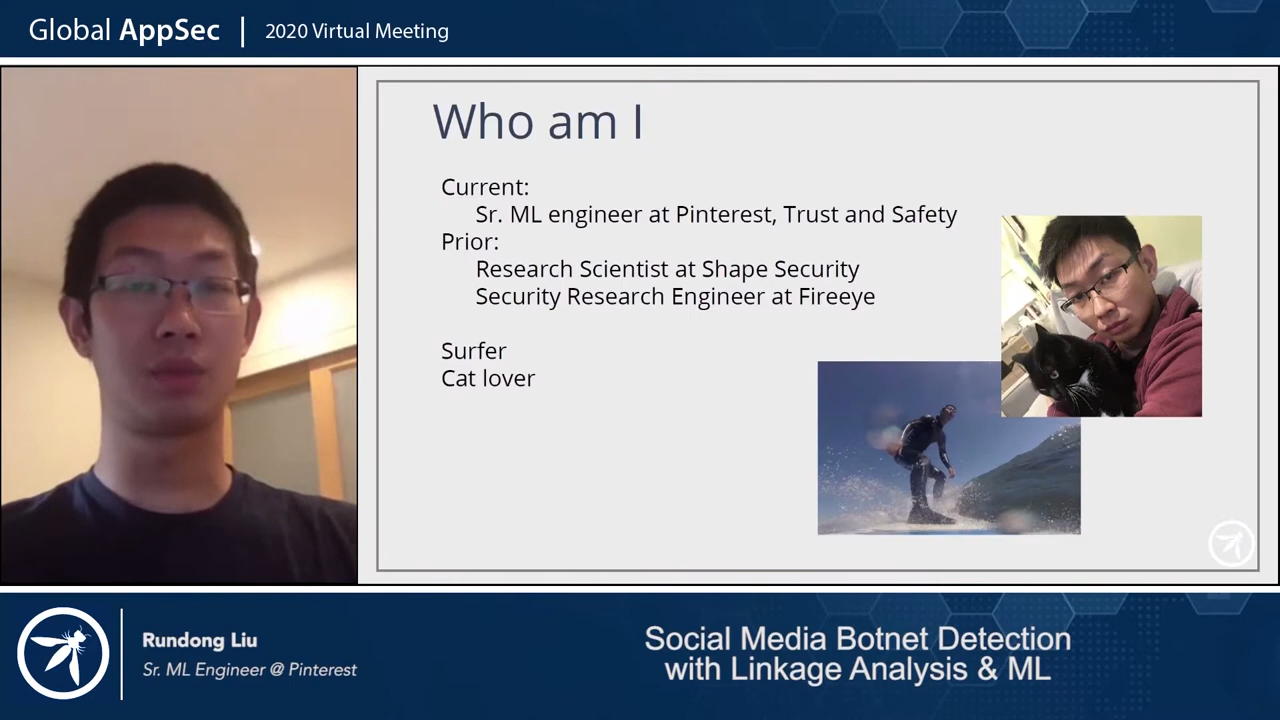 Global AppSec | 2020 Virtual Meeting
Who am I
Current:
Sr. ML engineer at Pinterest, Trust and Safety
Prior:
Research Scientist at Shape Security
Security Research Engineer at Fireeye
Surfer
Cat lover
Rundong Liu
Sr. ML Engineer @ Pinterest
Social Media Botnet Detection
with Linkage Analysis & ML